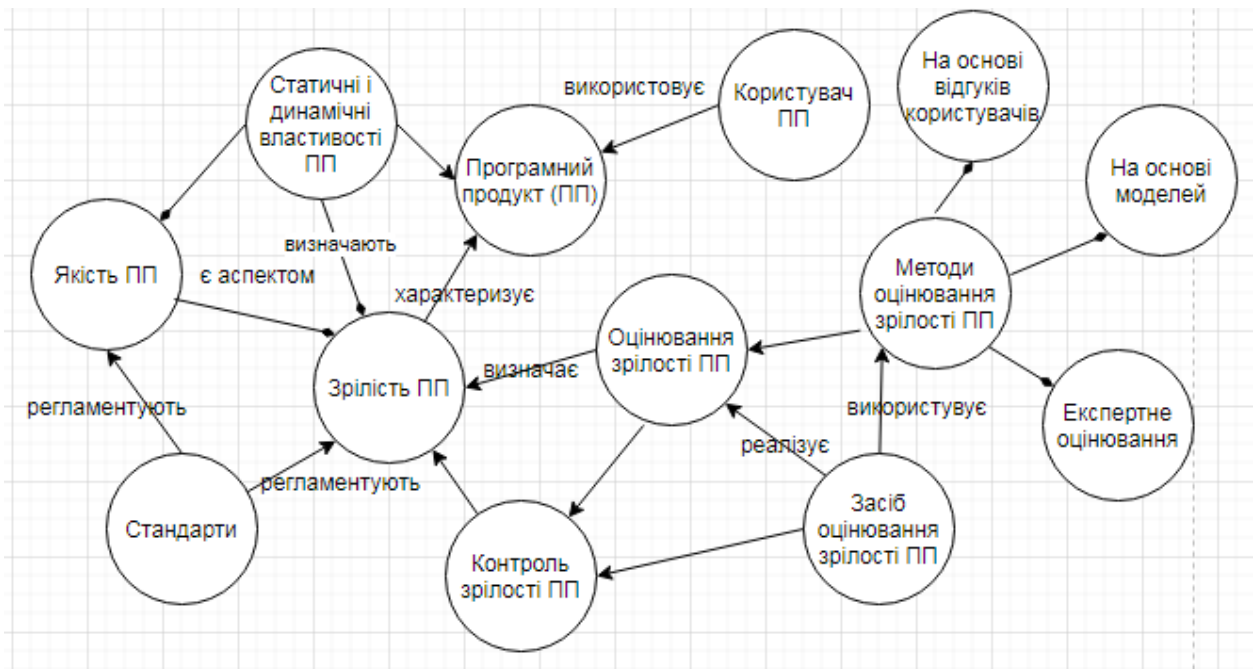 Статичні і
динамічні
властивості
ПП
використовує
Користувач
ПП
На основі
відгуків
користувачів
Програмний
продукт (ПП)
На основі
моделей
визначають
Якість ПП
є аспектом
характеризує
Методи
оцінювання
зрілості ПП
Оцінювання
зрілості ПП
визначає
Зрілість ПП
регламентують
використувує
Експертне
оцінювання
реалізує
регламентують
Стандарти
Засіб
оцінювання
зрілості ПП
Контроль
зрілості ПП